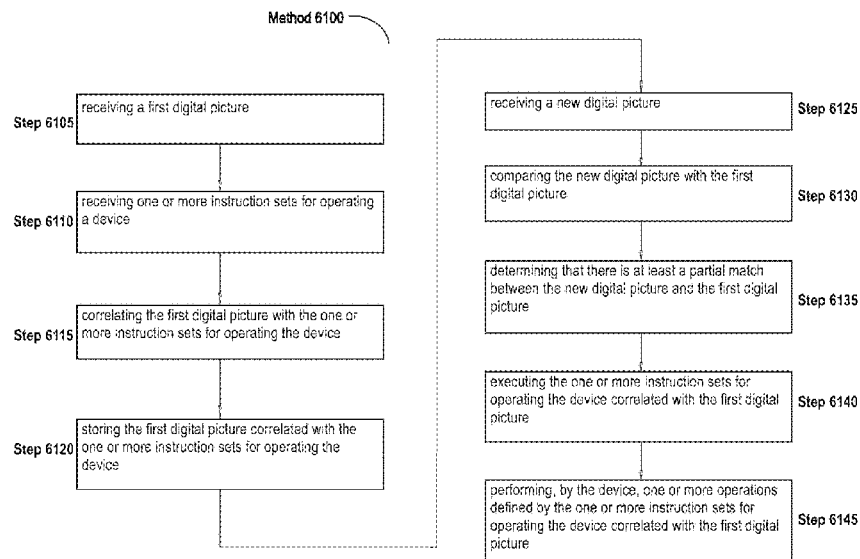 Method 6100
Step 6105
receiving a first digital picture
Step 6110
receiving one or more instruction sets for operating
a device
Step 6115
correlating the first digital picture with the one or
more instruction sets for operating the device
Step 6120
storing the first digital picture correlated with the
one or more instruction sets for operating the
device
receiving a new digital picture
Step 6125
comparing the new digital picture with the first
digital picture
Step 6130
determining that there is at least a partial match
between the new digital picture and the first digital
picture
Step 6135
executing the one or more instruction sets for
operating the device correlated with the first digital
picture
Step 6140
performing, by the device, one or more operations
defined by the one or more instruction sets for
operating the device correlated with the first digital
picture
Step 6145